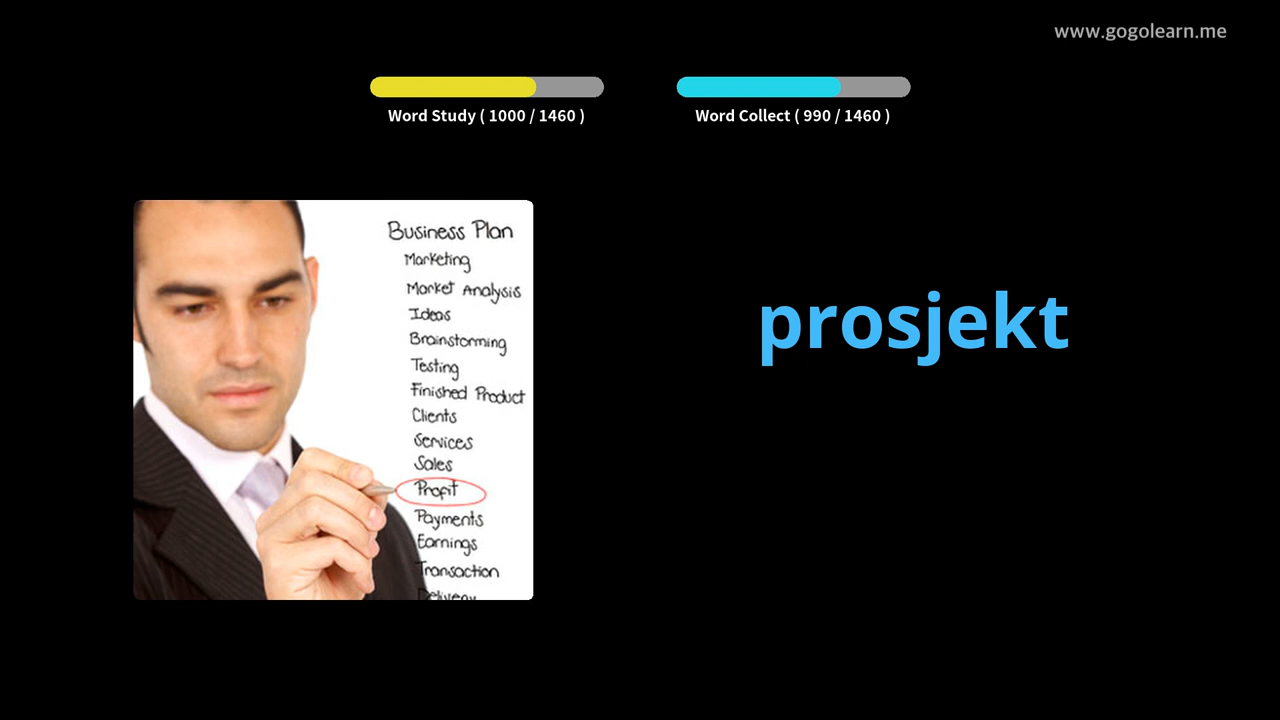 www.gogolearn.me
Word Study ( 1000 / 1460 )
Word Collect ( 990 / 1460 )
Business Plan
Marketing
Market Analysis
Ideas
Brainstorming
Testing
Finished Product
Clients
Services
Sales
Profit
Payments
Earnings
Transaction
Delivery
prosjekt